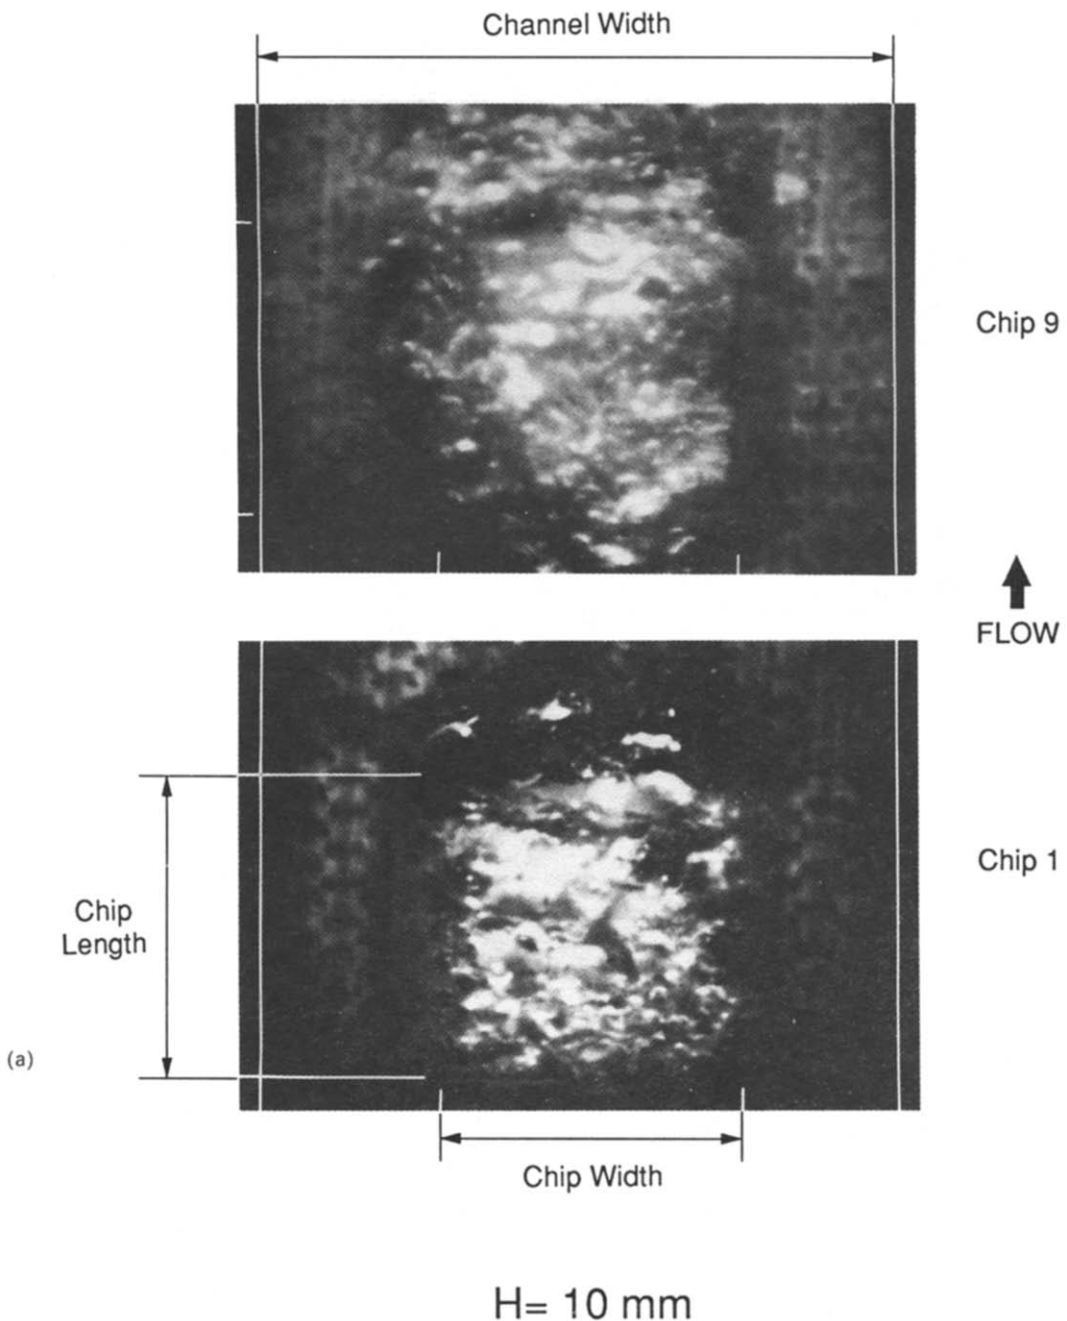 Channel Width
Chip 9
FLOW
Chip 1
Chip
Length
(a)
Chip Width
H= 10 mm